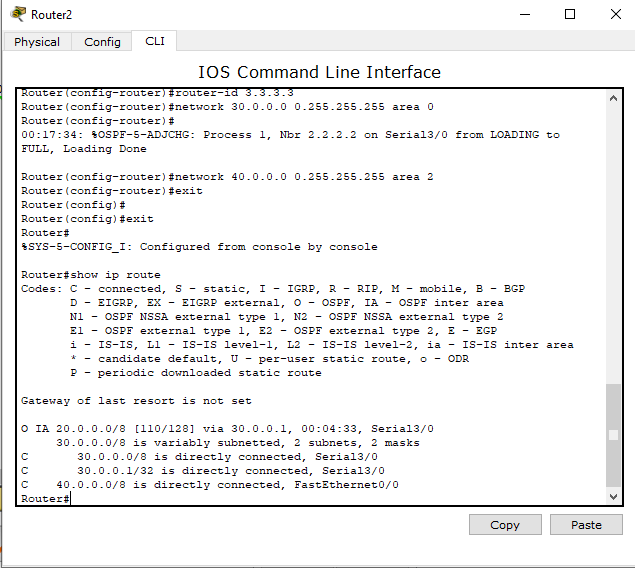 Router2
Physical Config CLI
IOS Command Line Interface
Router(config-router)#router-id 3.3.3.3
Router(config-router)#network 30.0.0.0 0.255.255.255 area 0
Router(config-router)#
00:17:34: %OSPF-5-ADJCHG: Process 1, Nbr 2.2.2.2 on Serial3/0 from LOADING to
FULL, Loading Done
Router(config-router)#network 40.0.0.0 0.255.255.255 area 2
Router(config-router)#exit
Router(config)#
Router(config)#exit
Router#
%SYS-5-CONFIG_I: Configured from console by console
Router#show ip route
Codes: C - connected, S - static, I - IGRP, R - RIP, M - mobile, B - BGP
D - EIGRP, EX - EIGRP external, O - OSPF, IA - OSPF inter area
N1 - OSPF NSSA external type 1, N2 - OSPF NSSA external type 2
E1 - OSPF external type 1, E2 - OSPF external type 2, E - EGP
i - IS-IS, L1 - IS-IS level-1, L2 - IS-IS level-2, ia - IS-IS inter area
* - candidate default, U - per-user static route, o - ODR
P - periodic downloaded static route
Gateway of last resort is not set
O IA 20.0.0.0/8 [110/128] via 30.0.0.1, 00:04:33, Serial3/0
30.0.0.0/8 is variably subnetted, 2 subnets, 2 masks
C 30.0.0.0/8 is directly connected, Serial3/0
C 30.0.0.1/32 is directly connected, Serial3/0
C 40.0.0.0/8 is directly connected, FastEthernet0/0
Router#
Copy Paste